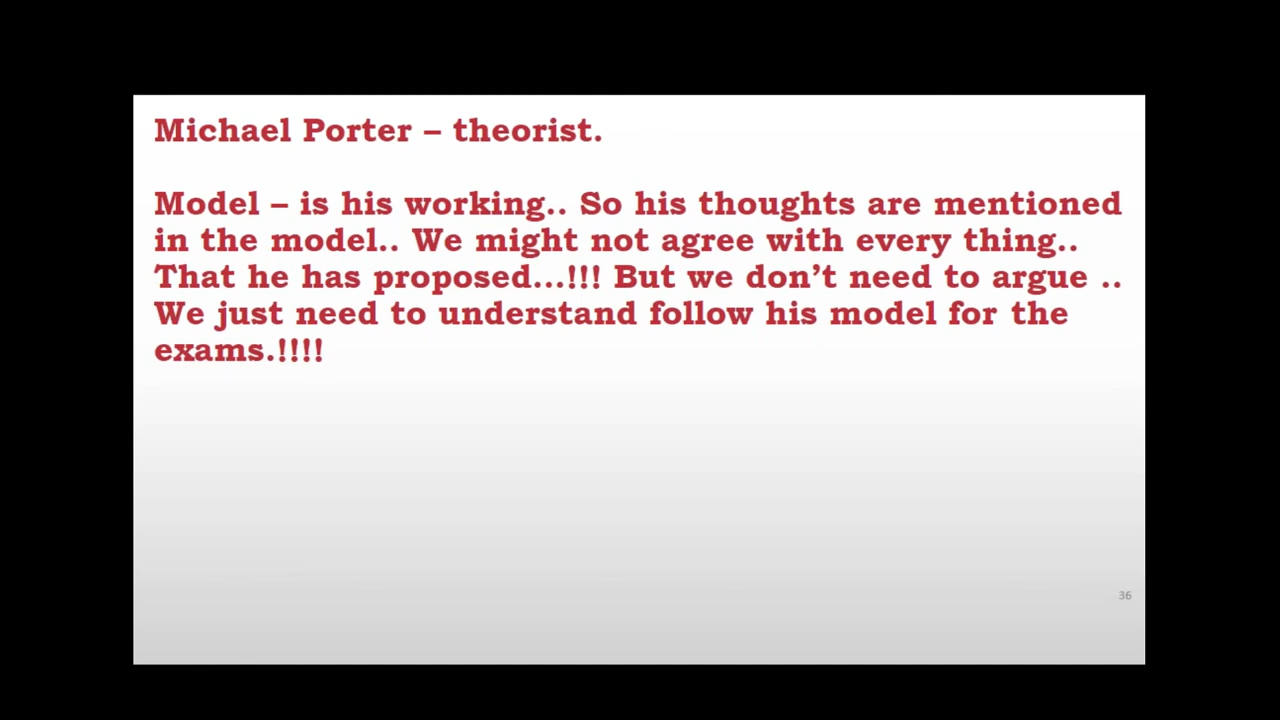 Michael Porter – theorist.
Model – is his working.. So his thoughts are mentioned
in the model.. We might not agree with every thing..
That he has proposed...!!! But we don’t need to argue ..
We just need to understand follow his model for the
exams.!!!!
36